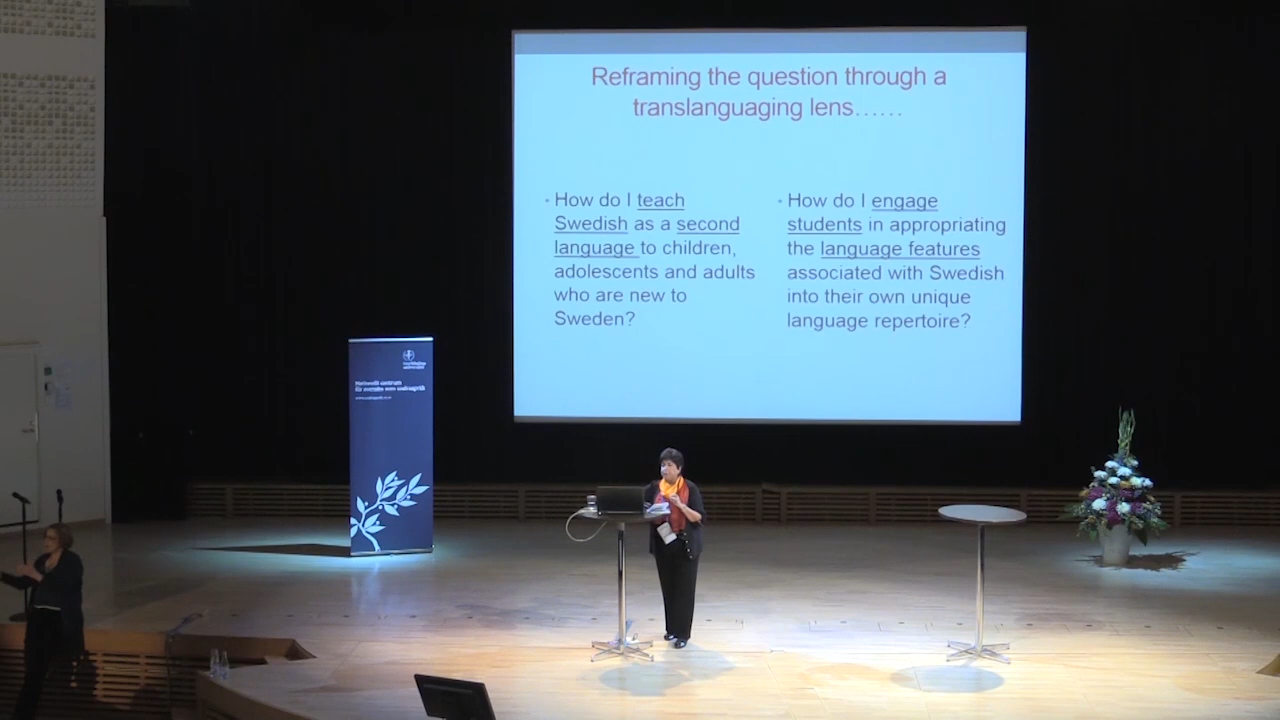 Reframing the question through a
translanguaging lens……
• How do I teach
Swedish as a second
language to children,
adolescents and adults
who are new to
Sweden?
• How do I engage
students in appropriating
the language features
associated with Swedish
into their own unique
language repertoire?